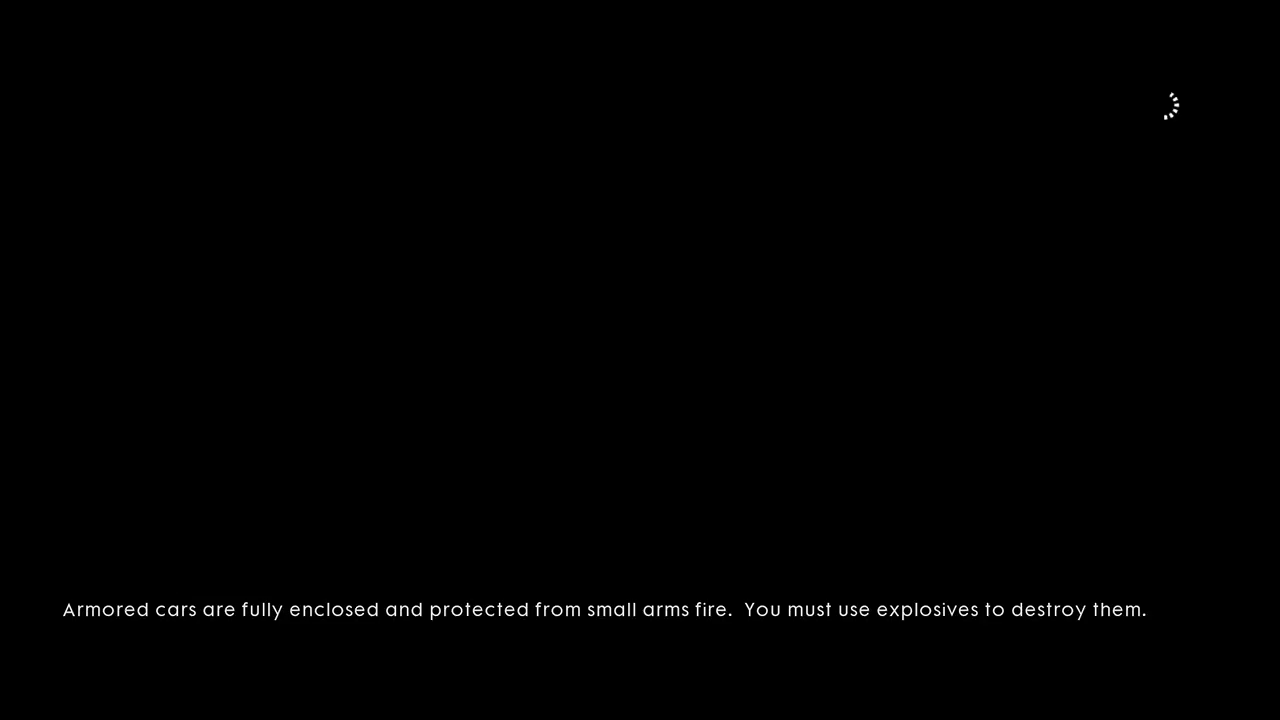 Armored cars are fully enclosed and protected from small arms fire.  You must use explosives to destroy them.